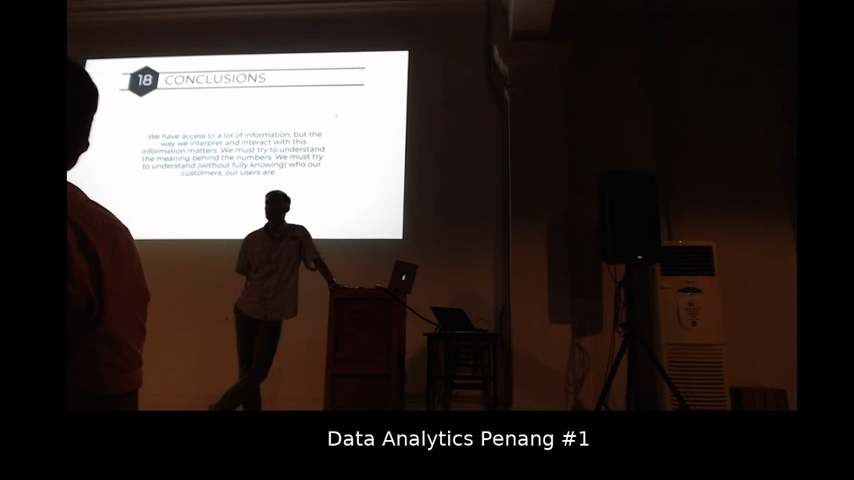 18 CONCLUSIONS
We have access to a lot of information, but the
way we interpret and interact with this
information matters. We must try to understand
the meaning behind the numbers. We must try
to understand (without fully knowing) who our
customers, our users are
Data Analytics Penang #1